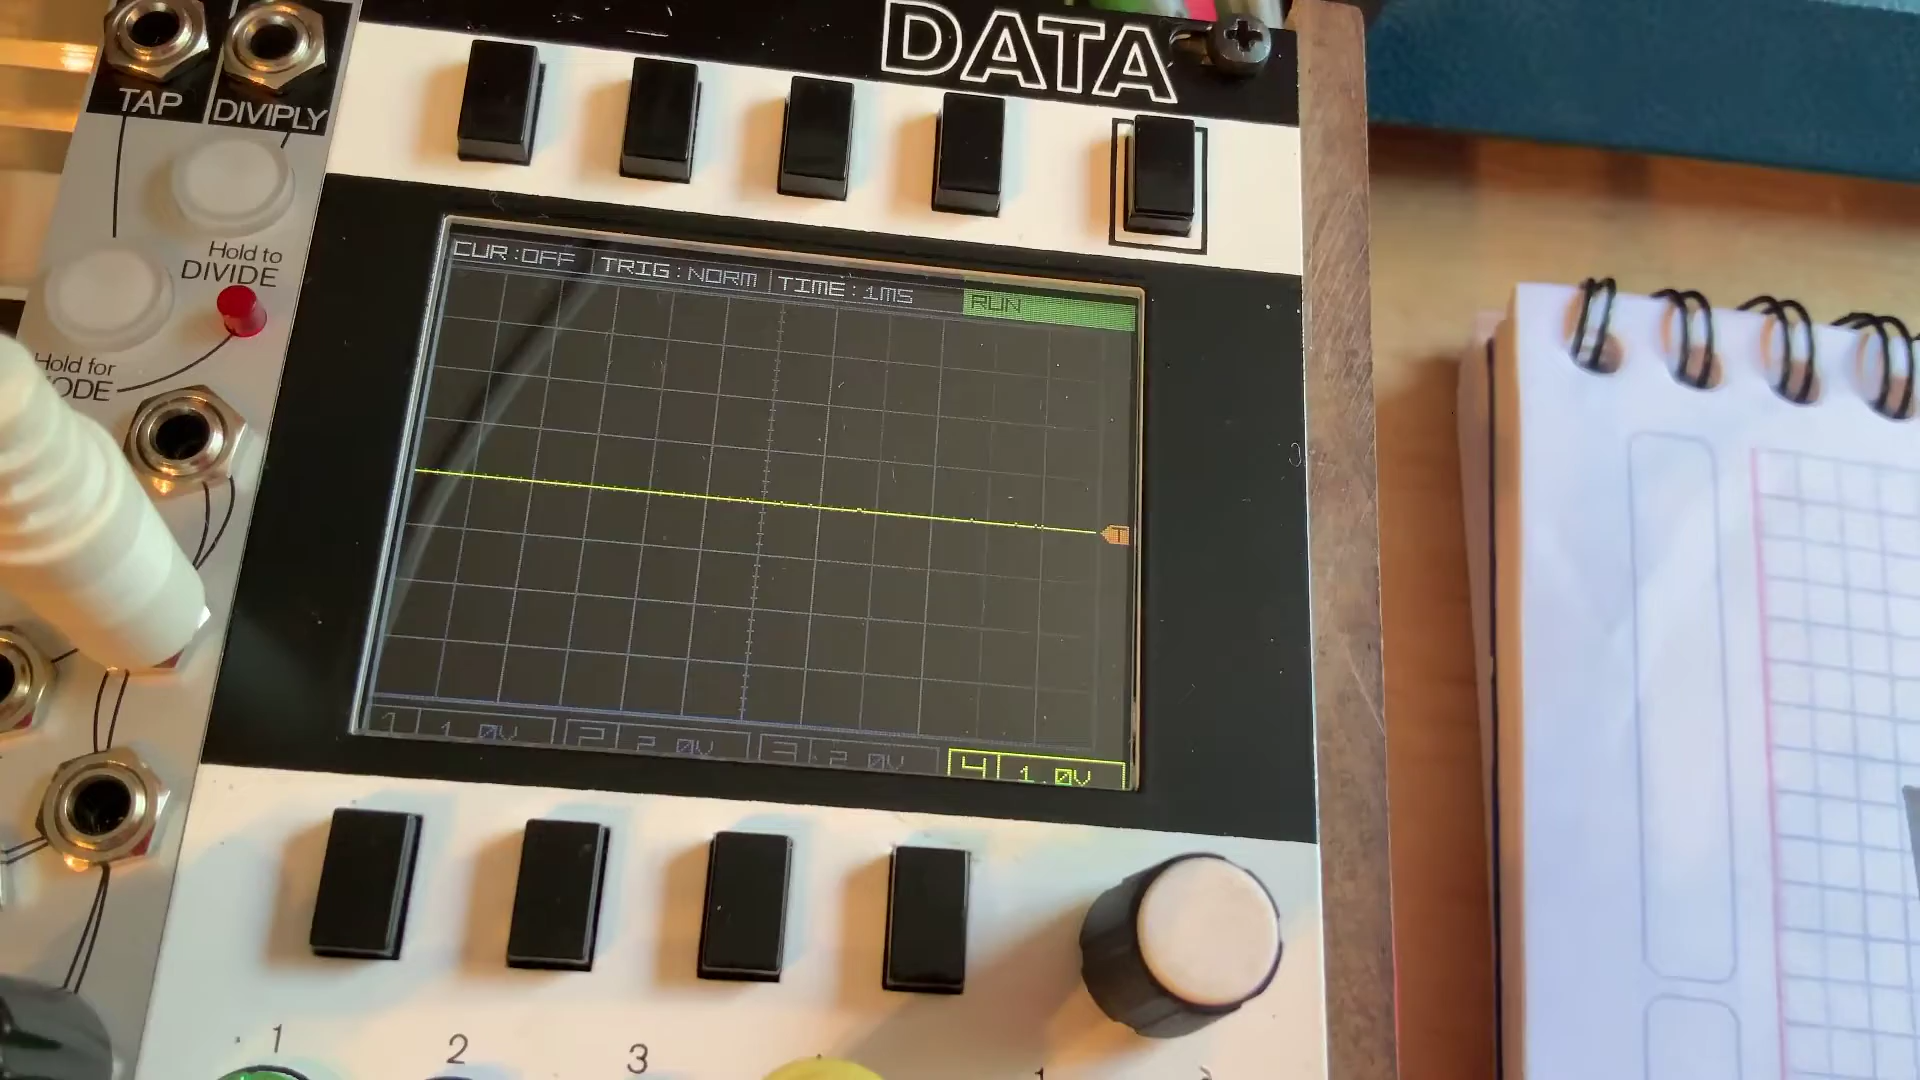 DATA
TAP
DIVIPLY
Hold to
DIVIDE
Hold for
CUR:OFF
TRIG:NORM
TIME:1MS
RUN
1 1.0V
2 2.0V
3 2.0V
4 1.0V
1
2
3